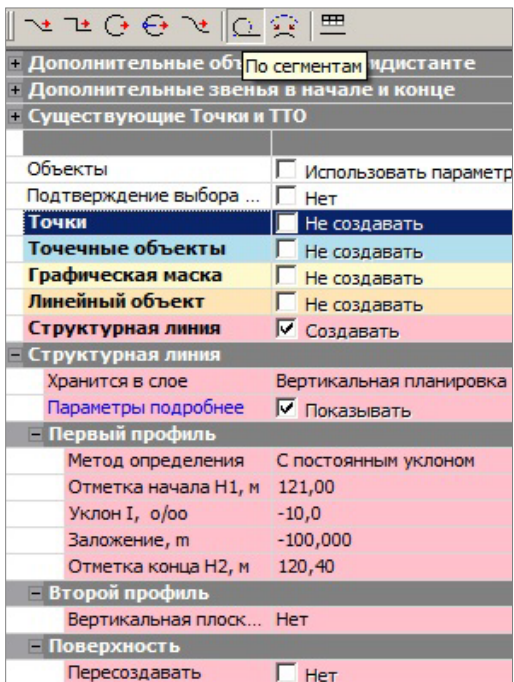 Дополнительные об идистанте
По сегментам
Дополнительные звенья в начале и конце
Существующие Точки и ТТО
Объекты Использовать параметр
Подтверждение выбора ... Нет
Точки Не создавать
Точечные объекты Не создавать
Графическая маска Не создавать
Линейный объект Не создавать
Структурная линия Создавать
Структурная линия
Хранится в слое Вертикальная планировка
Параметры подробнее Показывать
Первый профиль
Метод определения С постоянным уклоном
Отметка начала H1, м 121,00
Уклон I, о/оо -10,0
Заложение, m -100,000
Отметка конца H2, м 120,40
Второй профиль
Вертикальная плоск... Нет
Поверхность
Пересоздавать Нет